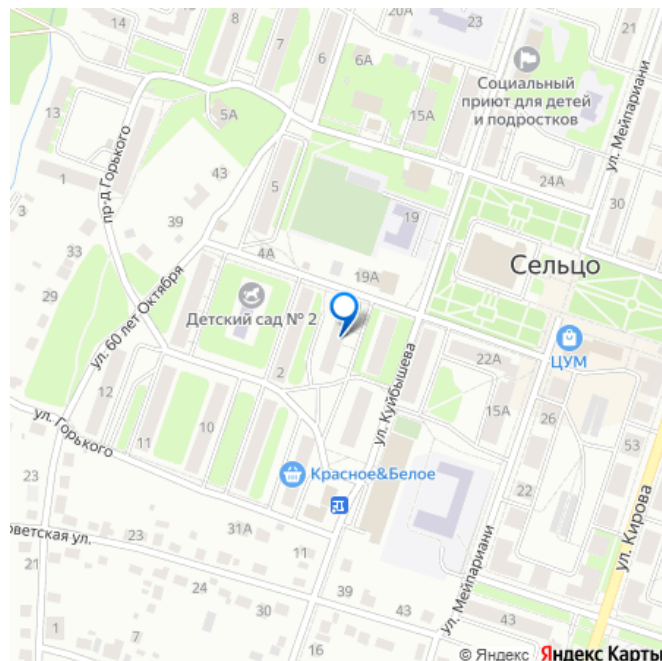 20А
23
21
8
7
6
6А
Социальный
приют для детей
и подростков
ул. Мейпариани
13
5А
15А
пр-д Горького
1
43
5
24А
30
3
39
19
33
4А
19А
Сельцо
29
ул. 60 лет Октября
Детский сад № 2
ЦУМ
2
ул. Куйбышева
22А
12
11
10
15А
26
ул. Горького
53
23
Красное&Белое
22
ул. Кирова
31А
оветская ул.
23
11
21
24
39
ул. Мейпариани
30
43
43
1
7
16
© Яндекс Яндекс Карты